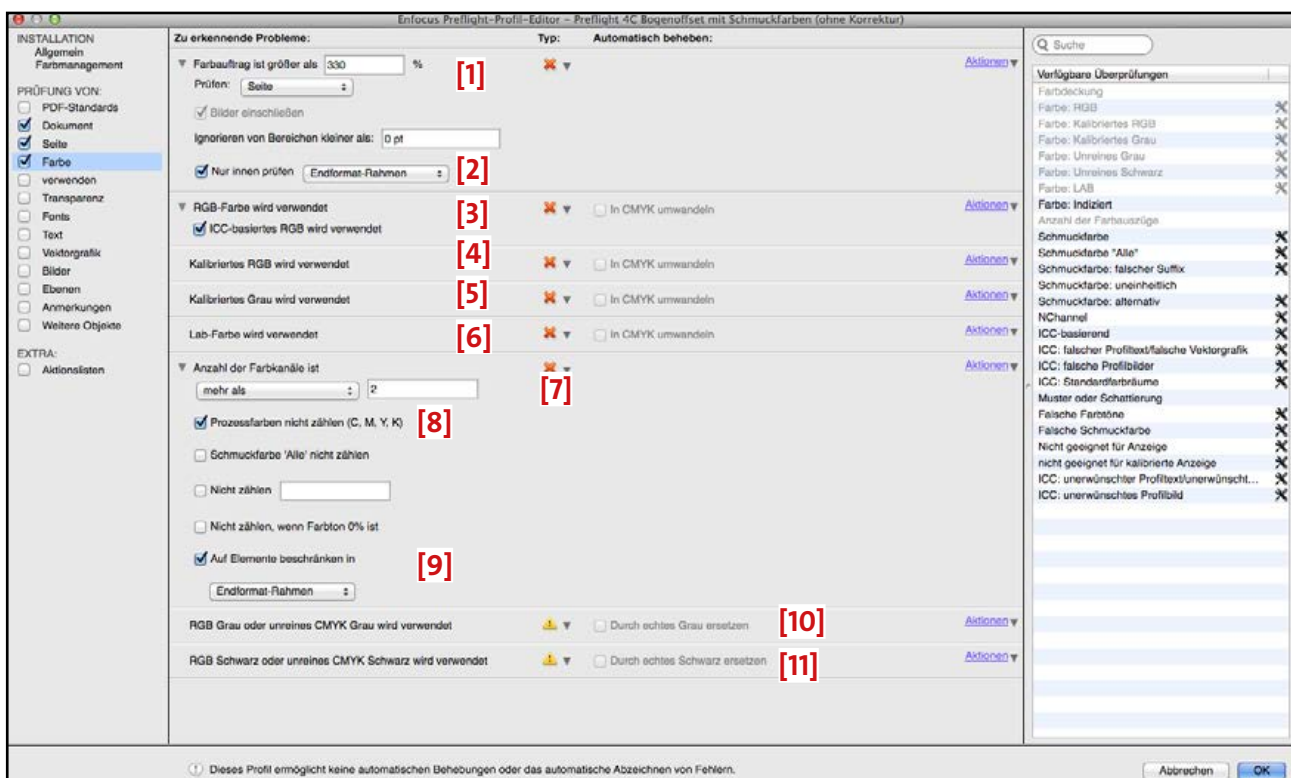 Enfocus Preflight-Profil-Editor – Preflight 4C Bogenoffset mit Schmuckfarben (ohne Korrektur)
INSTALLATION
Allgemein
Farbmanagement
PRÜFUNG VON:
PDF-Standards
Dokument
Seite
Farbe
verwenden
Transparenz
Fonts
Text
Vektorgrafik
Bilder
Ebenen
Anmerkungen
Weitere Objekte
EXTRA:
Aktionslisten
Zu erkennende Probleme: Typ: Automatisch beheben:
Farbauftrag ist größer als 330 % [1] Aktionen
Prüfen: Seite
Bilder einschließen
Ignorieren von Bereichen kleiner als: 0 pt
Nur innen prüfen Endformat-Rahmen [2]
RGB-Farbe wird verwendet [3] In CMYK umwandeln Aktionen
ICC-basiertes RGB wird verwendet
Kalibriertes RGB wird verwendet [4] In CMYK umwandeln Aktionen
Kalibriertes Grau wird verwendet [5] In CMYK umwandeln Aktionen
Lab-Farbe wird verwendet [6] In CMYK umwandeln Aktionen
Anzahl der Farbkanäle ist [7] Aktionen
mehr als 2
Prozessfarben nicht zählen (C, M, Y, K) [8]
Schmuckfarbe 'Alle' nicht zählen
Nicht zählen
Nicht zählen, wenn Farbton 0% ist
Auf Elemente beschränken in [9]
Endformat-Rahmen
RGB Grau oder unreines CMYK Grau wird verwendet Durch echtes Grau ersetzen [10] Aktionen
RGB Schwarz oder unreines CMYK Schwarz wird verwendet Durch echtes Schwarz ersetzen [11] Aktionen
Suche
Verfügbare Überprüfungen
Farbdeckung
Farbe: RGB
Farbe: Kalibriertes RGB
Farbe: Kalibriertes Grau
Farbe: Unreines Grau
Farbe: Unreines Schwarz
Farbe: LAB
Farbe: Indiziert
Anzahl der Farbauszüge
Schmuckfarbe
Schmuckfarbe "Alle"
Schmuckfarbe: falscher Suffix
Schmuckfarbe: uneinheitlich
Schmuckfarbe: alternativ
NChannel
ICC-basierend
ICC: falscher Profiltext/falsche Vektorgrafik
ICC: falsche Profilbilder
ICC: Standardfarbräume
Muster oder Schattierung
Falsche Farbtöne
Falsche Schmuckfarbe
Nicht geeignet für Anzeige
nicht geeignet für kalibrierte Anzeige
ICC: unerwünschter Profiltext/unerwünscht...
ICC: unerwünschtes Profilbild
Dieses Profil ermöglicht keine automatischen Behebungen oder das automatische Abzeichnen von Fehlern.
Abbrechen OK